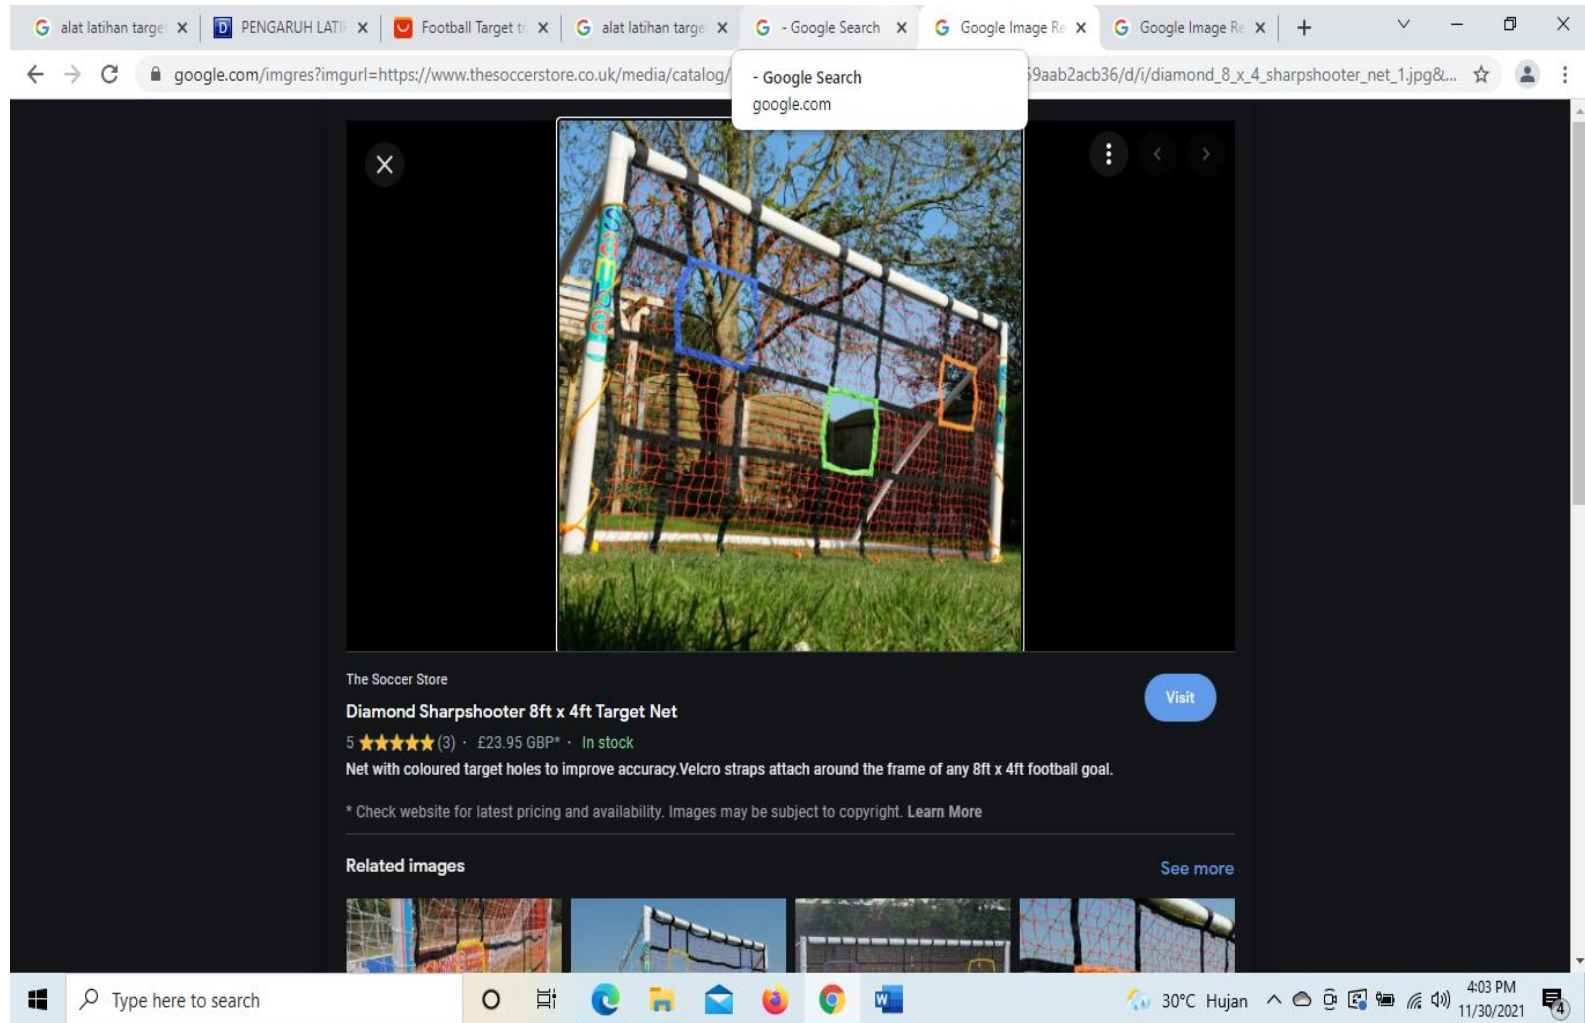 alat latihan targe
PENGARUH LATI
Football Target t
alat latihan targe
- Google Search
Google Image Re
Google Image Re
google.com/imgres?imgurl=https://www.thesoccerstore.co.uk/media/catalog/
59aab2acb36/d/i/diamond_8_x_4_sharpshooter_net_1.jpg&...
- Google Search
google.com
The Soccer Store
Visit
Diamond Sharpshooter 8ft x 4ft Target Net
5 ★★★★★ (3) · £23.95 GBP* · In stock
Net with coloured target holes to improve accuracy.Velcro straps attach around the frame of any 8ft x 4ft football goal.
* Check website for latest pricing and availability. Images may be subject to copyright. Learn More
Related images
See more
Type here to search
30°C Hujan
4:03 PM
11/30/2021
4